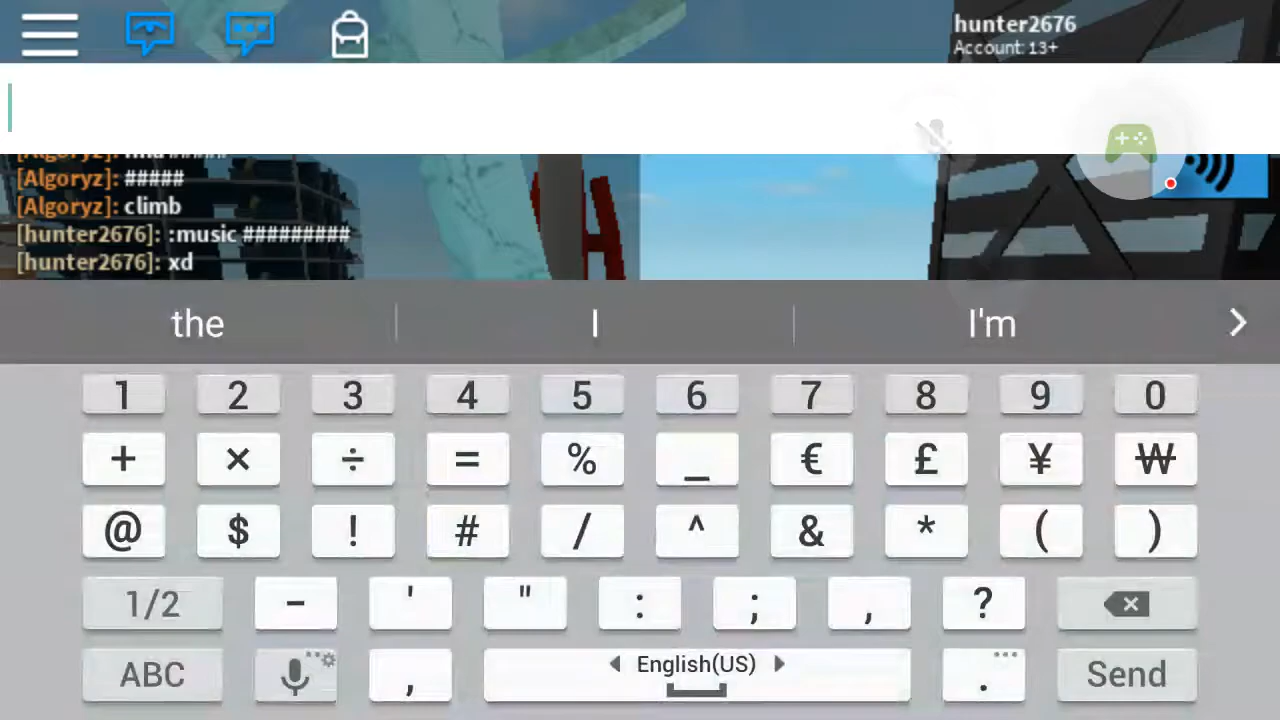 hunter2676
Account: 13+
[Algoryz]: #####
[Algoryz]: #####
[Algoryz]: climb
[hunter2676]: :music #########
[hunter2676]: xd
the I I'm
1 2 3 4 5 6 7 8 9 0
+ × ÷ = % _ € £ ¥ ₩
@ $ ! # / ^ & * ( )
1/2 - ' " : ; , ?
ABC , English(US) . Send